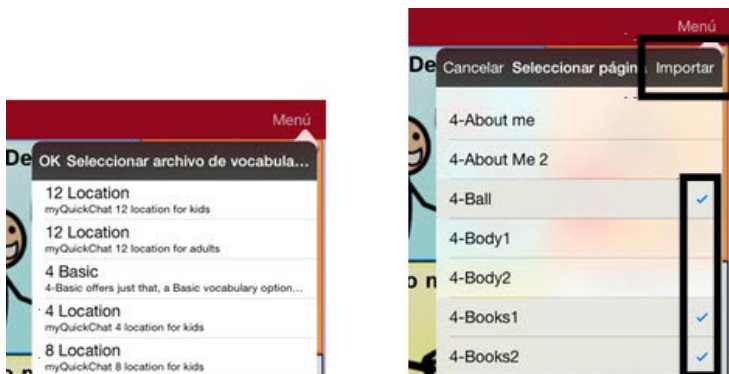 Menú
De
OK Seleccionar archivo de vocabula...
12 Location
myQuickChat 12 location for kids
12 Location
myQuickChat 12 location for adults
4 Basic
4-Basic offers just that, a Basic vocabulary option...
4 Location
myQuickChat 4 location for kids
8 Location
myQuickChat 8 location for kids
Menú
De
Cancelar Seleccionar págin Importar
4-About me
4-About Me 2
4-Ball
4-Body1
4-Body2
4-Books1
4-Books2